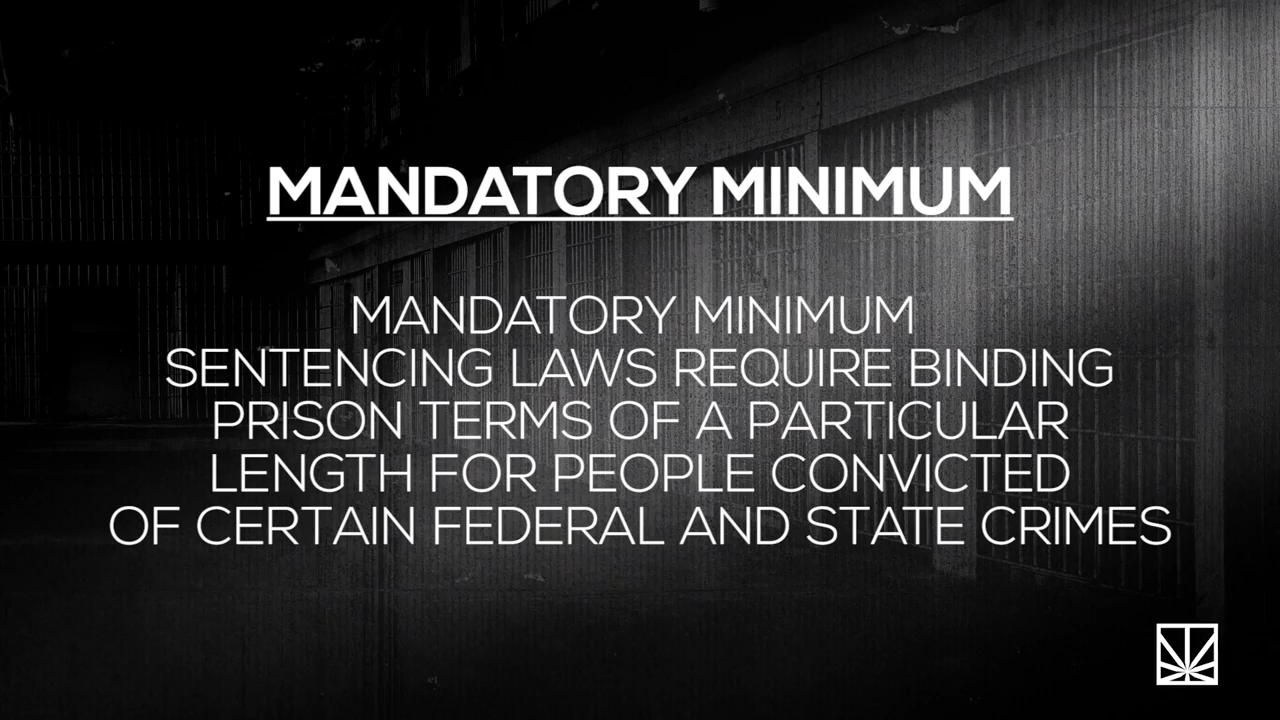 MANDATORY MINIMUM
MANDATORY MINIMUM
SENTENCING LAWS REQUIRE BINDING
PRISON TERMS OF A PARTICULAR
LENGTH FOR PEOPLE CONVICTED
OF CERTAIN FEDERAL AND STATE CRIMES